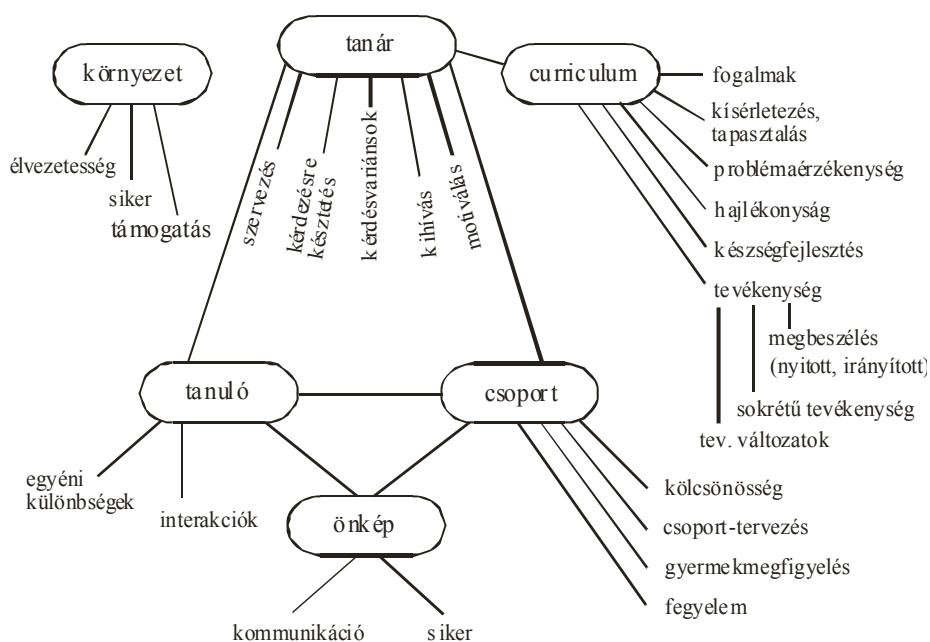 tanár
környezet
curriculum
fogalmak
kísérletezés,
tapasztalás
problémaérzékenység
hajlékonyság
készségfejlesztés
tevékenység
megbeszélés
(nyitott, irányított)
sokrétű tevékenység
tev. változatok
élvezetesség
siker
támogatás
szervezés
kérdezésre
késztetés
kérdésvariánsok
kihívás
motiválás
tanuló
csoport
egyéni
különbségek
interakciók
önkép
kölcsönösség
csoport-tervezés
gyermekmegfigyelés
fegyelem
kommunikáció
siker